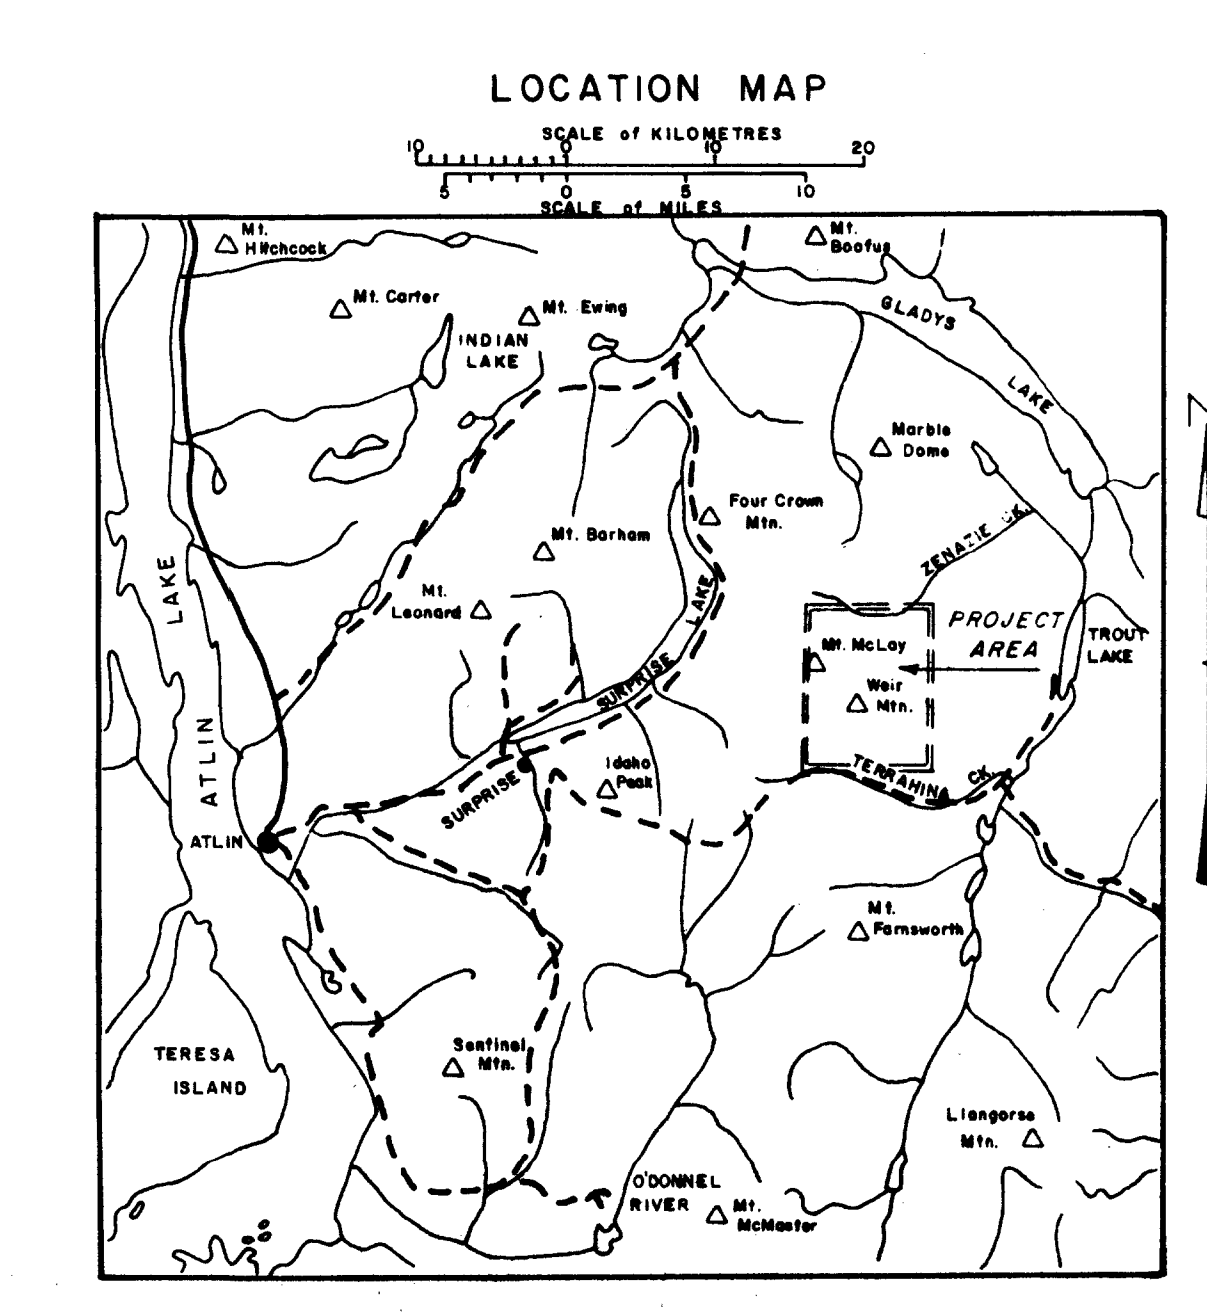 LOCATION MAP
SCALE of KILOMETRES
10 0 10 20
5 0 5 10
SCALE of MILES
Mt.
Hitchcock
Mt.
Boofus
Mt. Carter
Mt. Ewing
GLADYS
LAKE
INDIAN
LAKE
Marble
Dome
Four Crown
Mtn.
ZENAZIE CK.
Mt. Barham
LAKE
ATLIN
Mt.
Leonard
SURPRISE
LAKE
PROJECT
AREA
TROUT
LAKE
Mt. McLay
Weir
Mtn.
Idaho
Peak
TERRAHINA
CK.
SURPRISE
ATLIN
Mt.
Farnsworth
TERESA
ISLAND
Sentinel
Mtn.
Llangorse
Mtn.
O'DONNEL
RIVER
Mt.
McMaster